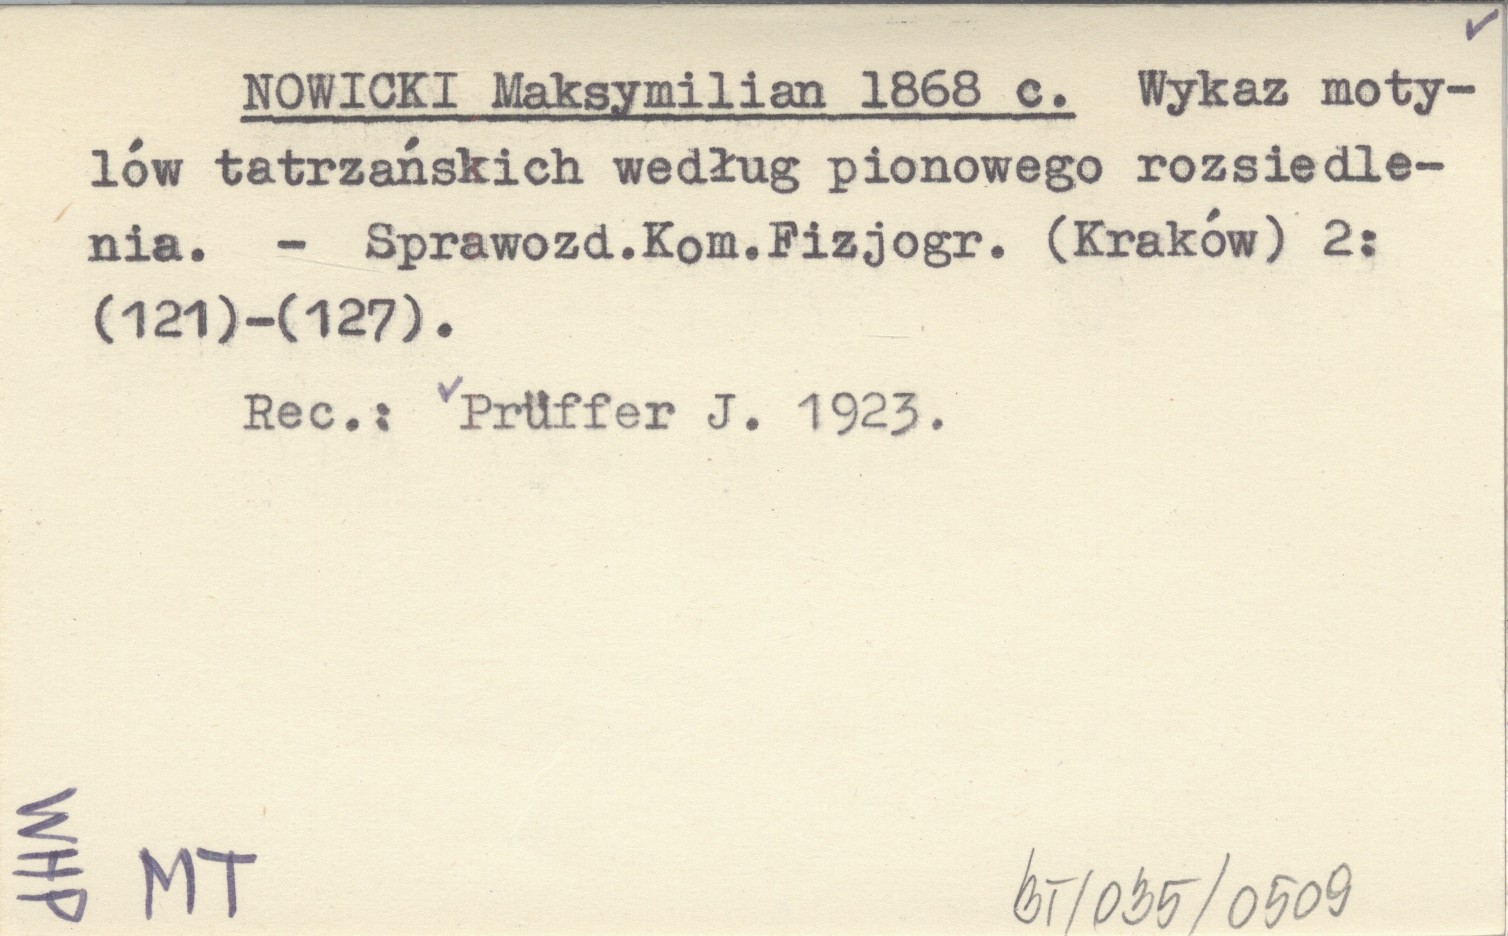 NOWICKI Maksymilian 1868 c. Wykaz moty-
lów tatrzańskich według pionowego rozsiedle-
nia. - Sprawozd.Kom.Fizjogr. (Kraków) 2:
(121)-(127).
Rec.: Prüffer J. 1923.
WHP
MT
BT/035/0509